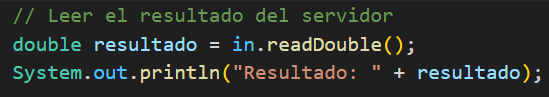 // Leer el resultado del servidor
double resultado = in.readDouble();
System.out.println("Resultado: " + resultado);